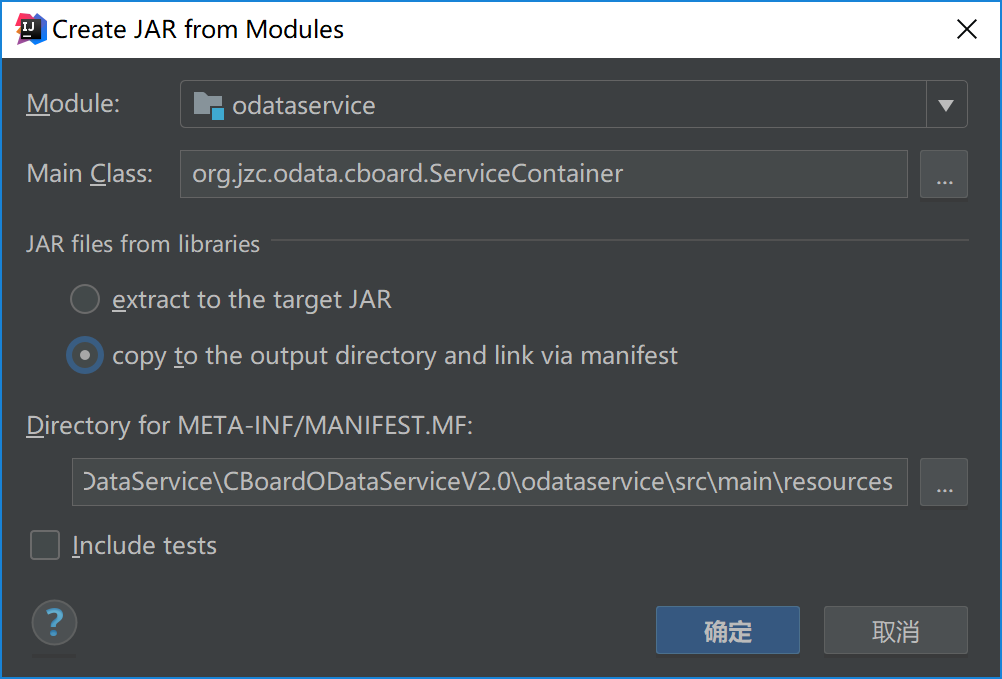 Create JAR from Modules
Module: odataservice
Main Class: org.jzc.odata.cboard.ServiceContainer ...
JAR files from libraries
extract to the target JAR
copy to the output directory and link via manifest
Directory for META-INF/MANIFEST.MF:
DataService\CBoardODataServiceV2.0\odataservice\src\main\resources ...
Include tests
? 确定 取消